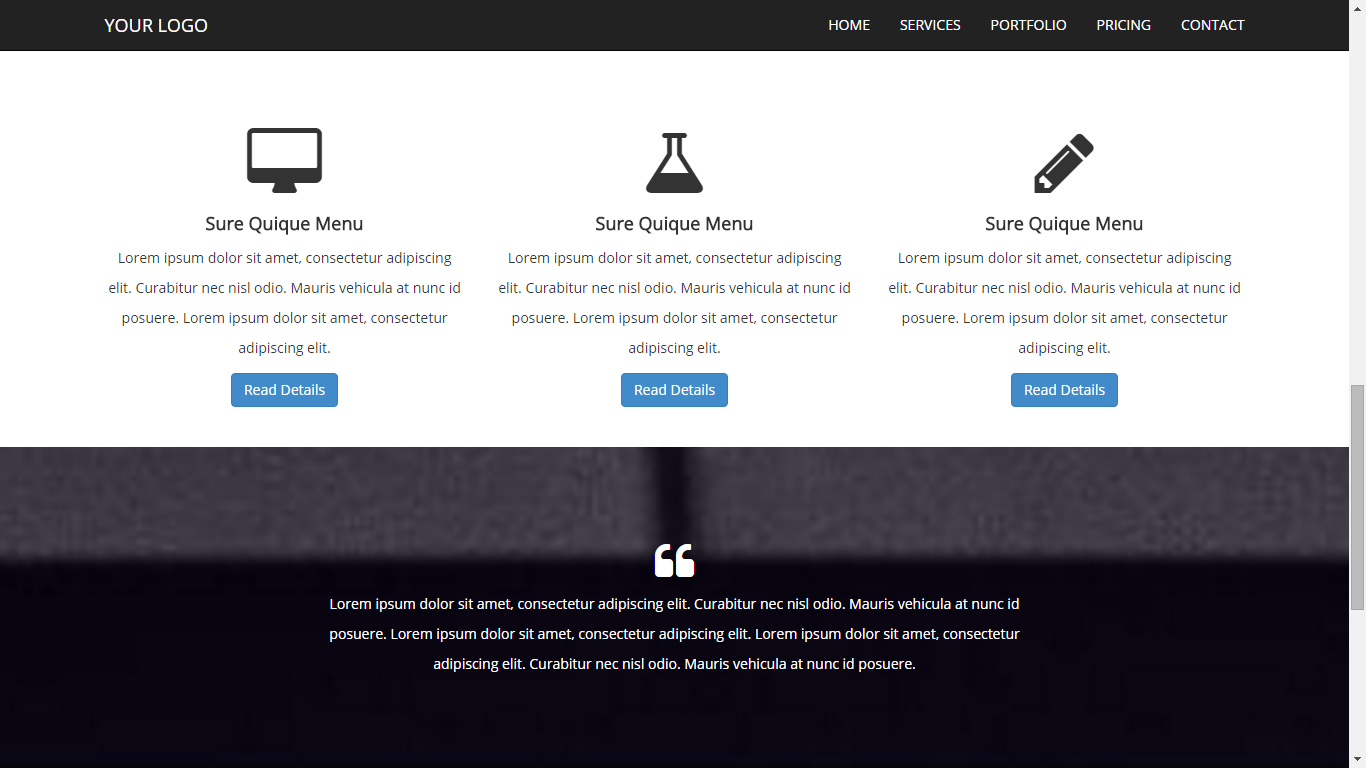 YOUR LOGO HOME SERVICES PORTFOLIO PRICING CONTACT
Sure Quique Menu
Lorem ipsum dolor sit amet, consectetur adipiscing
elit. Curabitur nec nisl odio. Mauris vehicula at nunc id
posuere. Lorem ipsum dolor sit amet, consectetur
adipiscing elit.
Read Details
Sure Quique Menu
Lorem ipsum dolor sit amet, consectetur adipiscing
elit. Curabitur nec nisl odio. Mauris vehicula at nunc id
posuere. Lorem ipsum dolor sit amet, consectetur
adipiscing elit.
Read Details
Sure Quique Menu
Lorem ipsum dolor sit amet, consectetur adipiscing
elit. Curabitur nec nisl odio. Mauris vehicula at nunc id
posuere. Lorem ipsum dolor sit amet, consectetur
adipiscing elit.
Read Details
“
Lorem ipsum dolor sit amet, consectetur adipiscing elit. Curabitur nec nisl odio. Mauris vehicula at nunc id
posuere. Lorem ipsum dolor sit amet, consectetur adipiscing elit. Lorem ipsum dolor sit amet, consectetur
adipiscing elit. Curabitur nec nisl odio. Mauris vehicula at nunc id posuere.